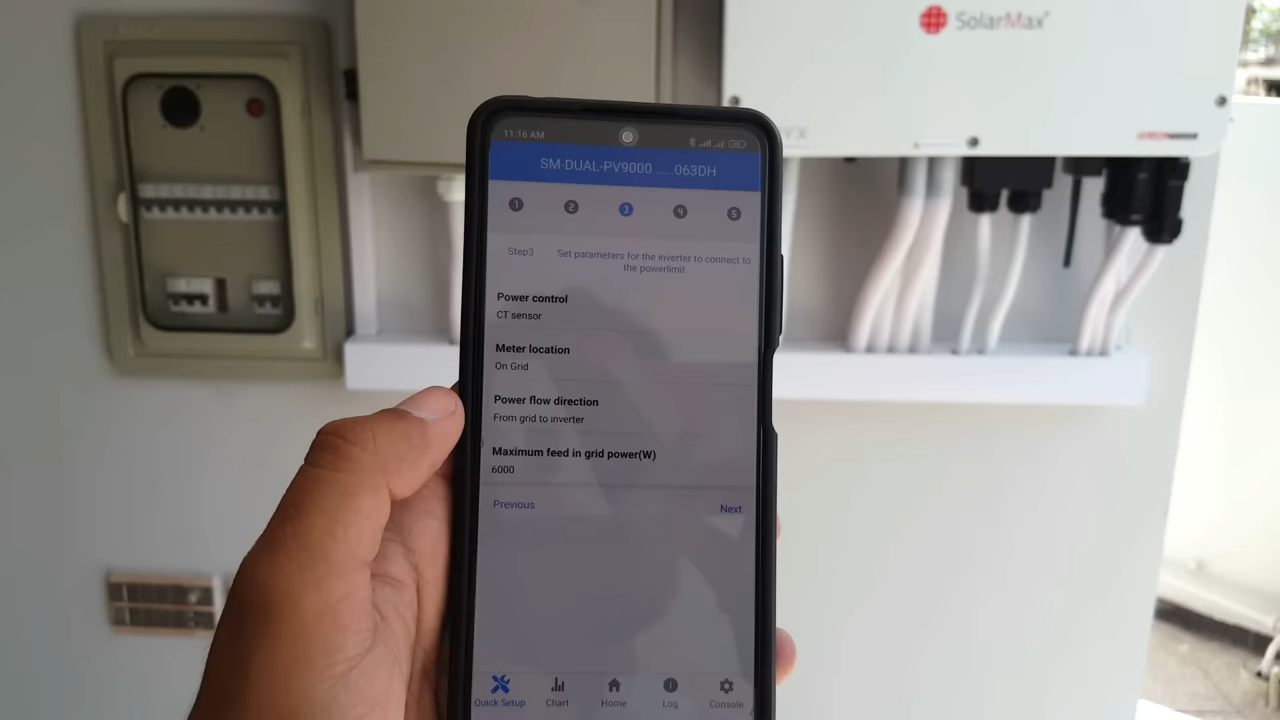 SolarMax
11:16 AM
SM-DUAL-PV9000 .....063DH
1 2 3 4 5
Step3
Set parameters for the inverter to connect to
the powerlimit
Power control
CT sensor
Meter location
On Grid
Power flow direction
From grid to inverter
Maximum feed in grid power(W)
6000
Previous
Next
Quick Setup
Chart
Home
Log
Console